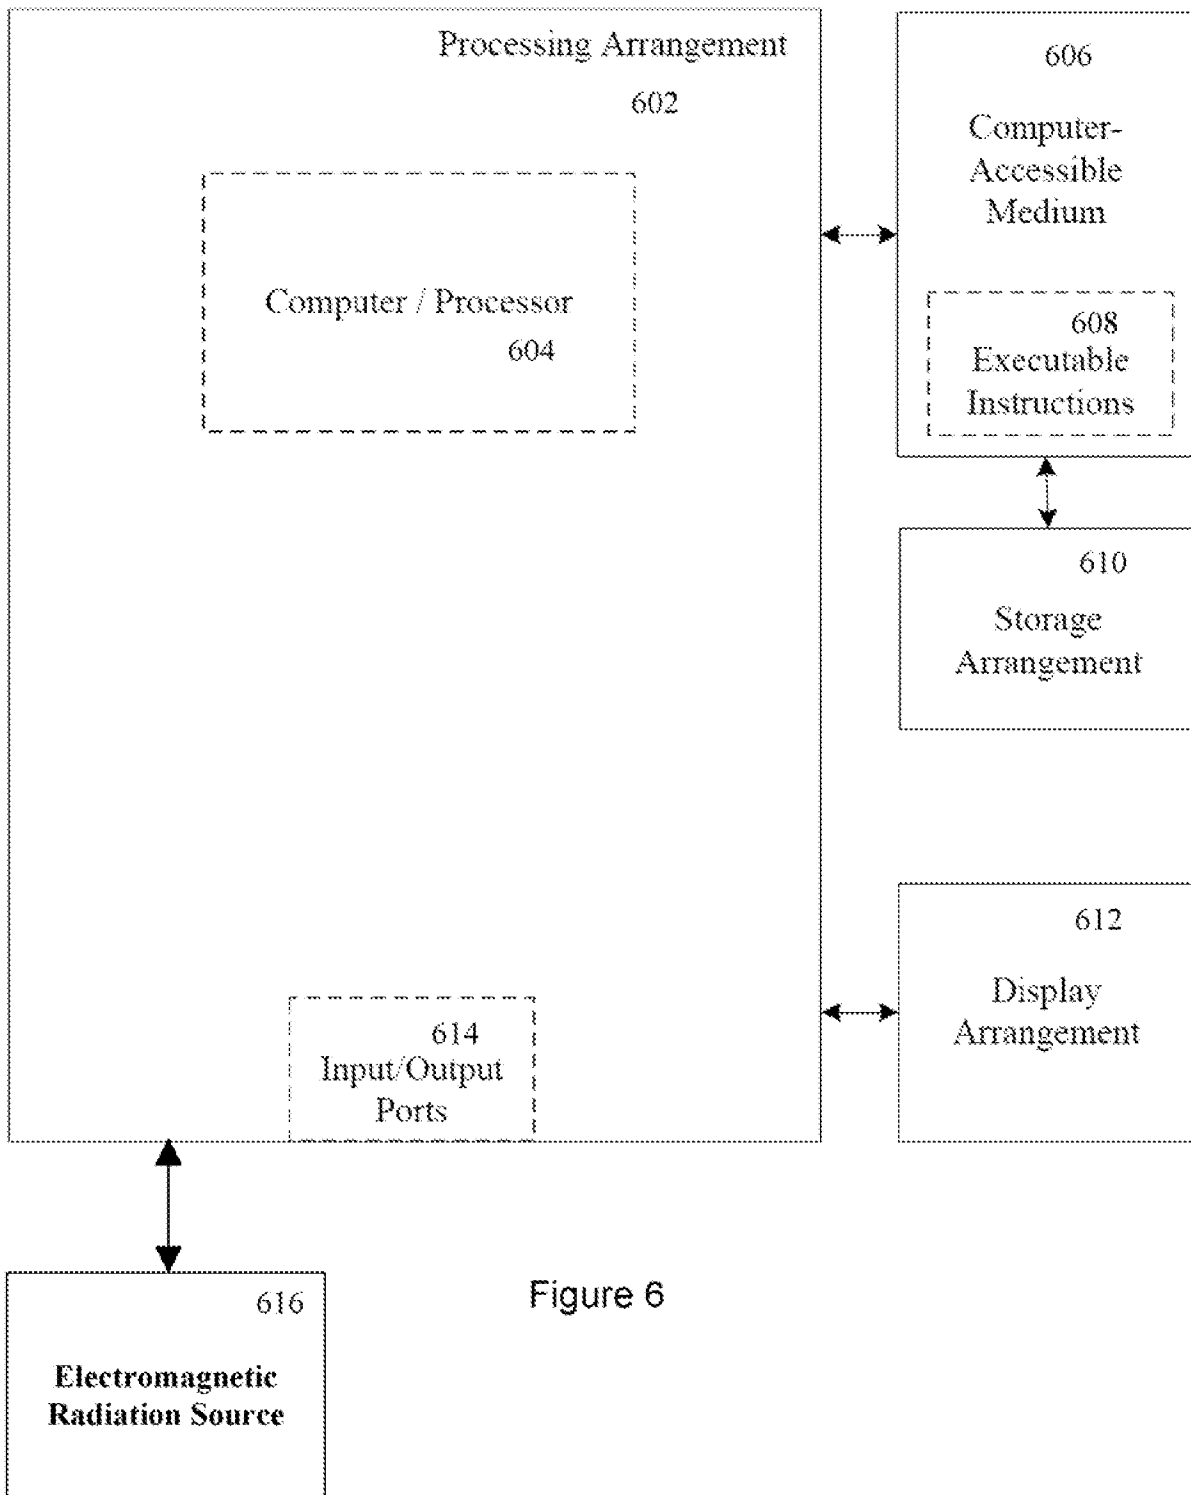 Processing Arrangement
602
Computer / Processor
604
606
Computer-
Accessible
Medium
608
Executable
Instructions
610
Storage
Arrangement
612
Display
Arrangement
614
Input/Output
Ports
616
Electromagnetic
Radiation Source
Figure 6